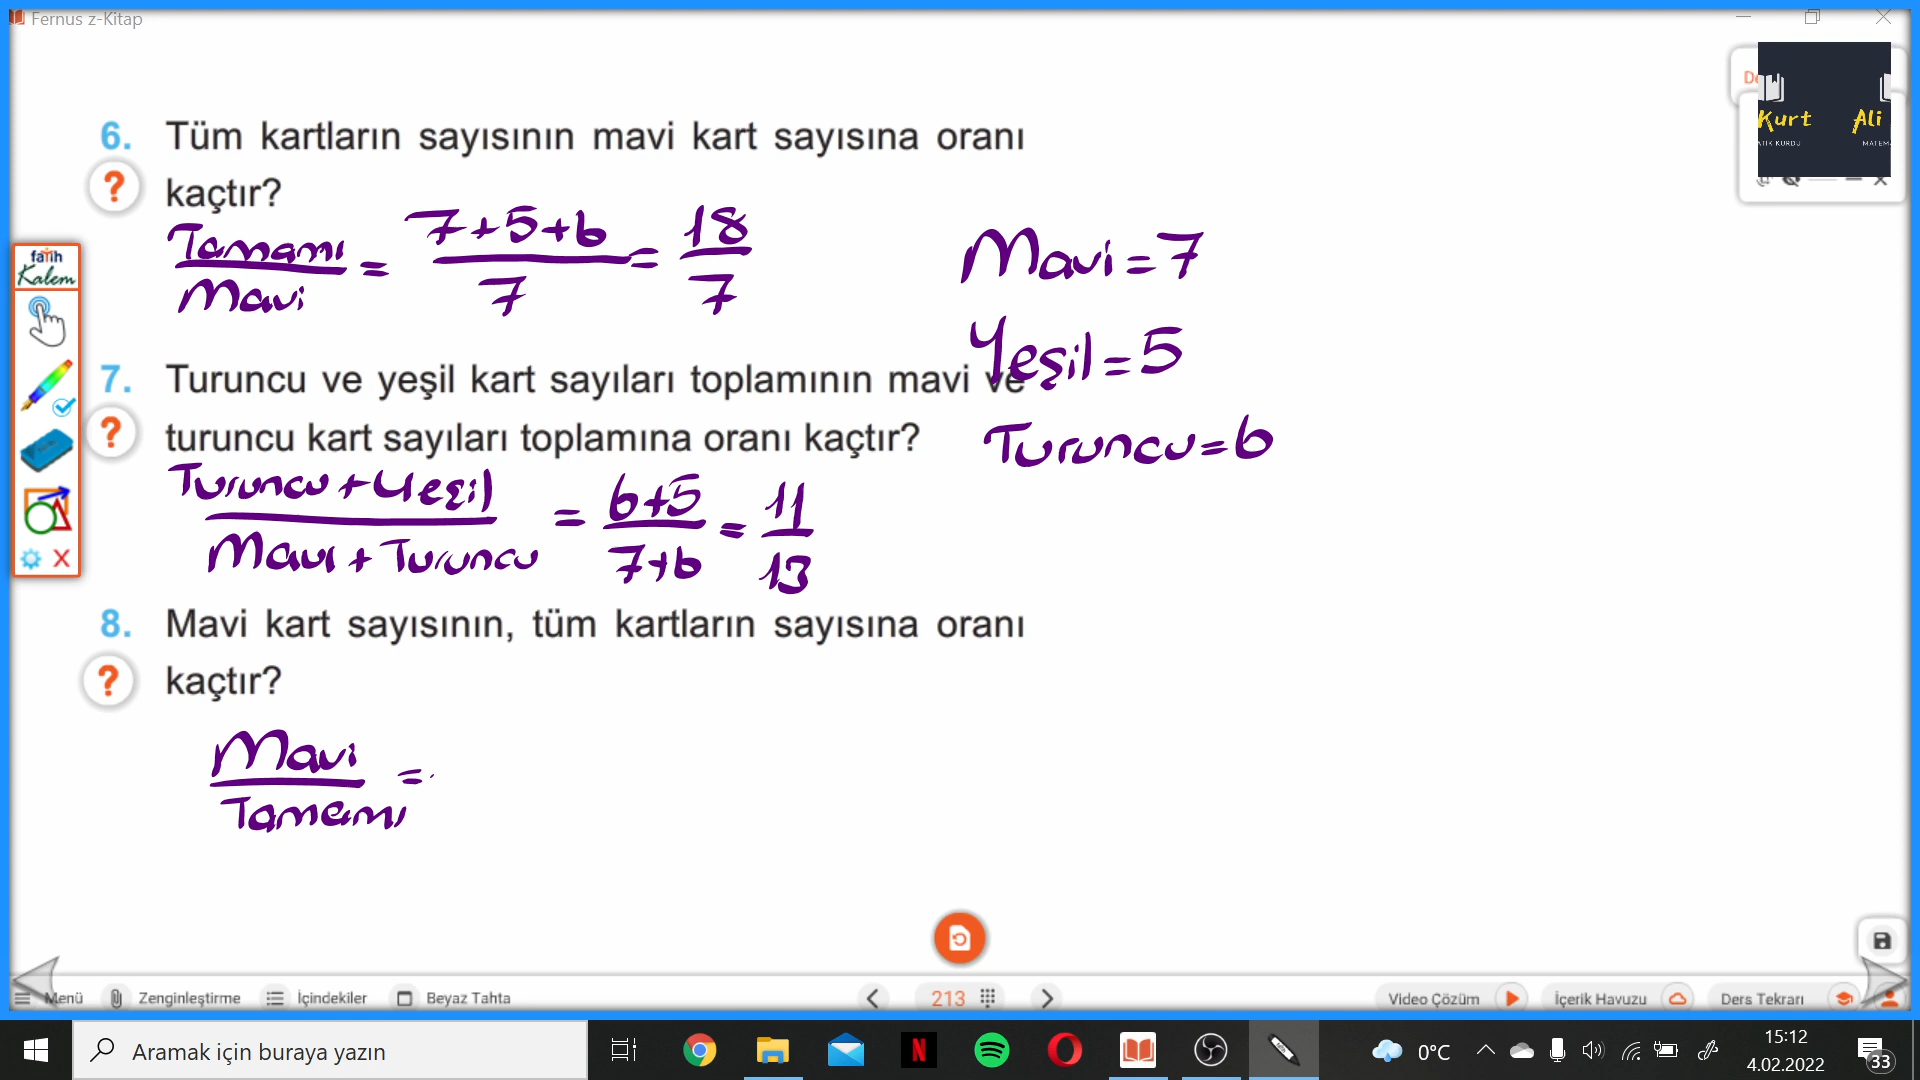 Fernus z-Kitap
6. Tüm kartların sayısının mavi kart sayısına oranı
? kaçtır?
Tamamı / Mavi = 7+5+6 / 7 = 18 / 7
Mavi = 7
Yeşil = 5
Turuncu = 6
7. Turuncu ve yeşil kart sayıları toplamının mavi ve
? turuncu kart sayıları toplamına oranı kaçtır?
Turuncu + Yeşil / Mavi + Turuncu = 6+5 / 7+6 = 11 / 13
8. Mavi kart sayısının, tüm kartların sayısına oranı
? kaçtır?
Mavi / Tamamı =
fatih
Kalem
Kurt Ali
ATİK KURDU MATEM
Menü Zenginleştirme İçindekiler Beyaz Tahta 213 Video Çözüm İçerik Havuzu Ders Tekrarı
Aramak için buraya yazın
N
0°C
15:12
4.02.2022
33